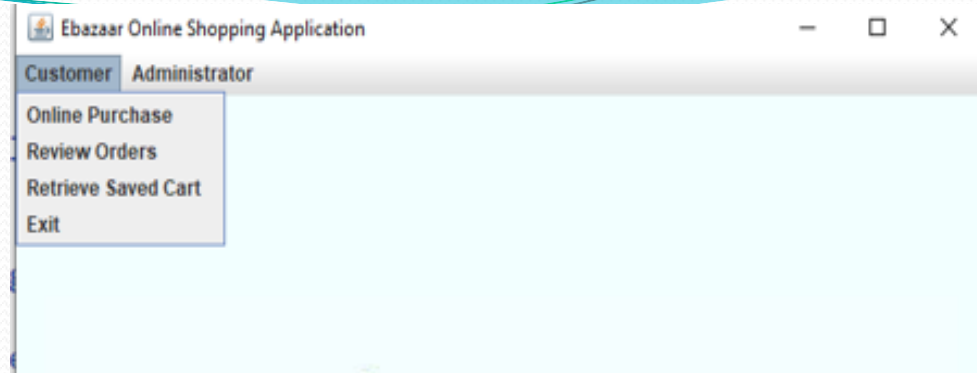 Ebazaar Online Shopping Application
Customer Administrator
Online Purchase
Review Orders
Retrieve Saved Cart
Exit